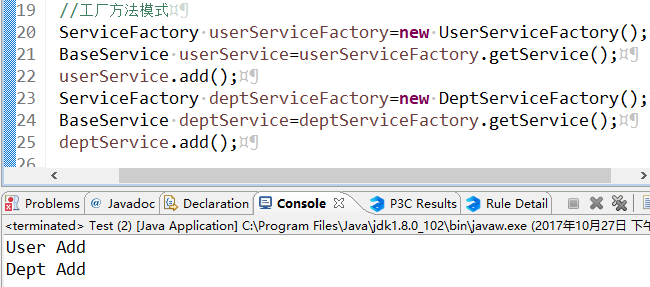 19 //工厂方法模式¤¶
20 ServiceFactory·userServiceFactory=new·UserServiceFactory();
21 BaseService·userService=userServiceFactory.getService();¤¶
22 userService.add();¤¶
23 ServiceFactory·deptServiceFactory=new·DeptServiceFactory();
24 BaseService·deptService=deptServiceFactory.getService();¤¶
25 deptService.add();¤¶
26
Problems @ Javadoc Declaration Console P3C Results Rule Detail
<terminated> Test (2) [Java Application] C:\Program Files\Java\jdk1.8.0_102\bin\javaw.exe (2017年10月27日 下午
User Add
Dept Add